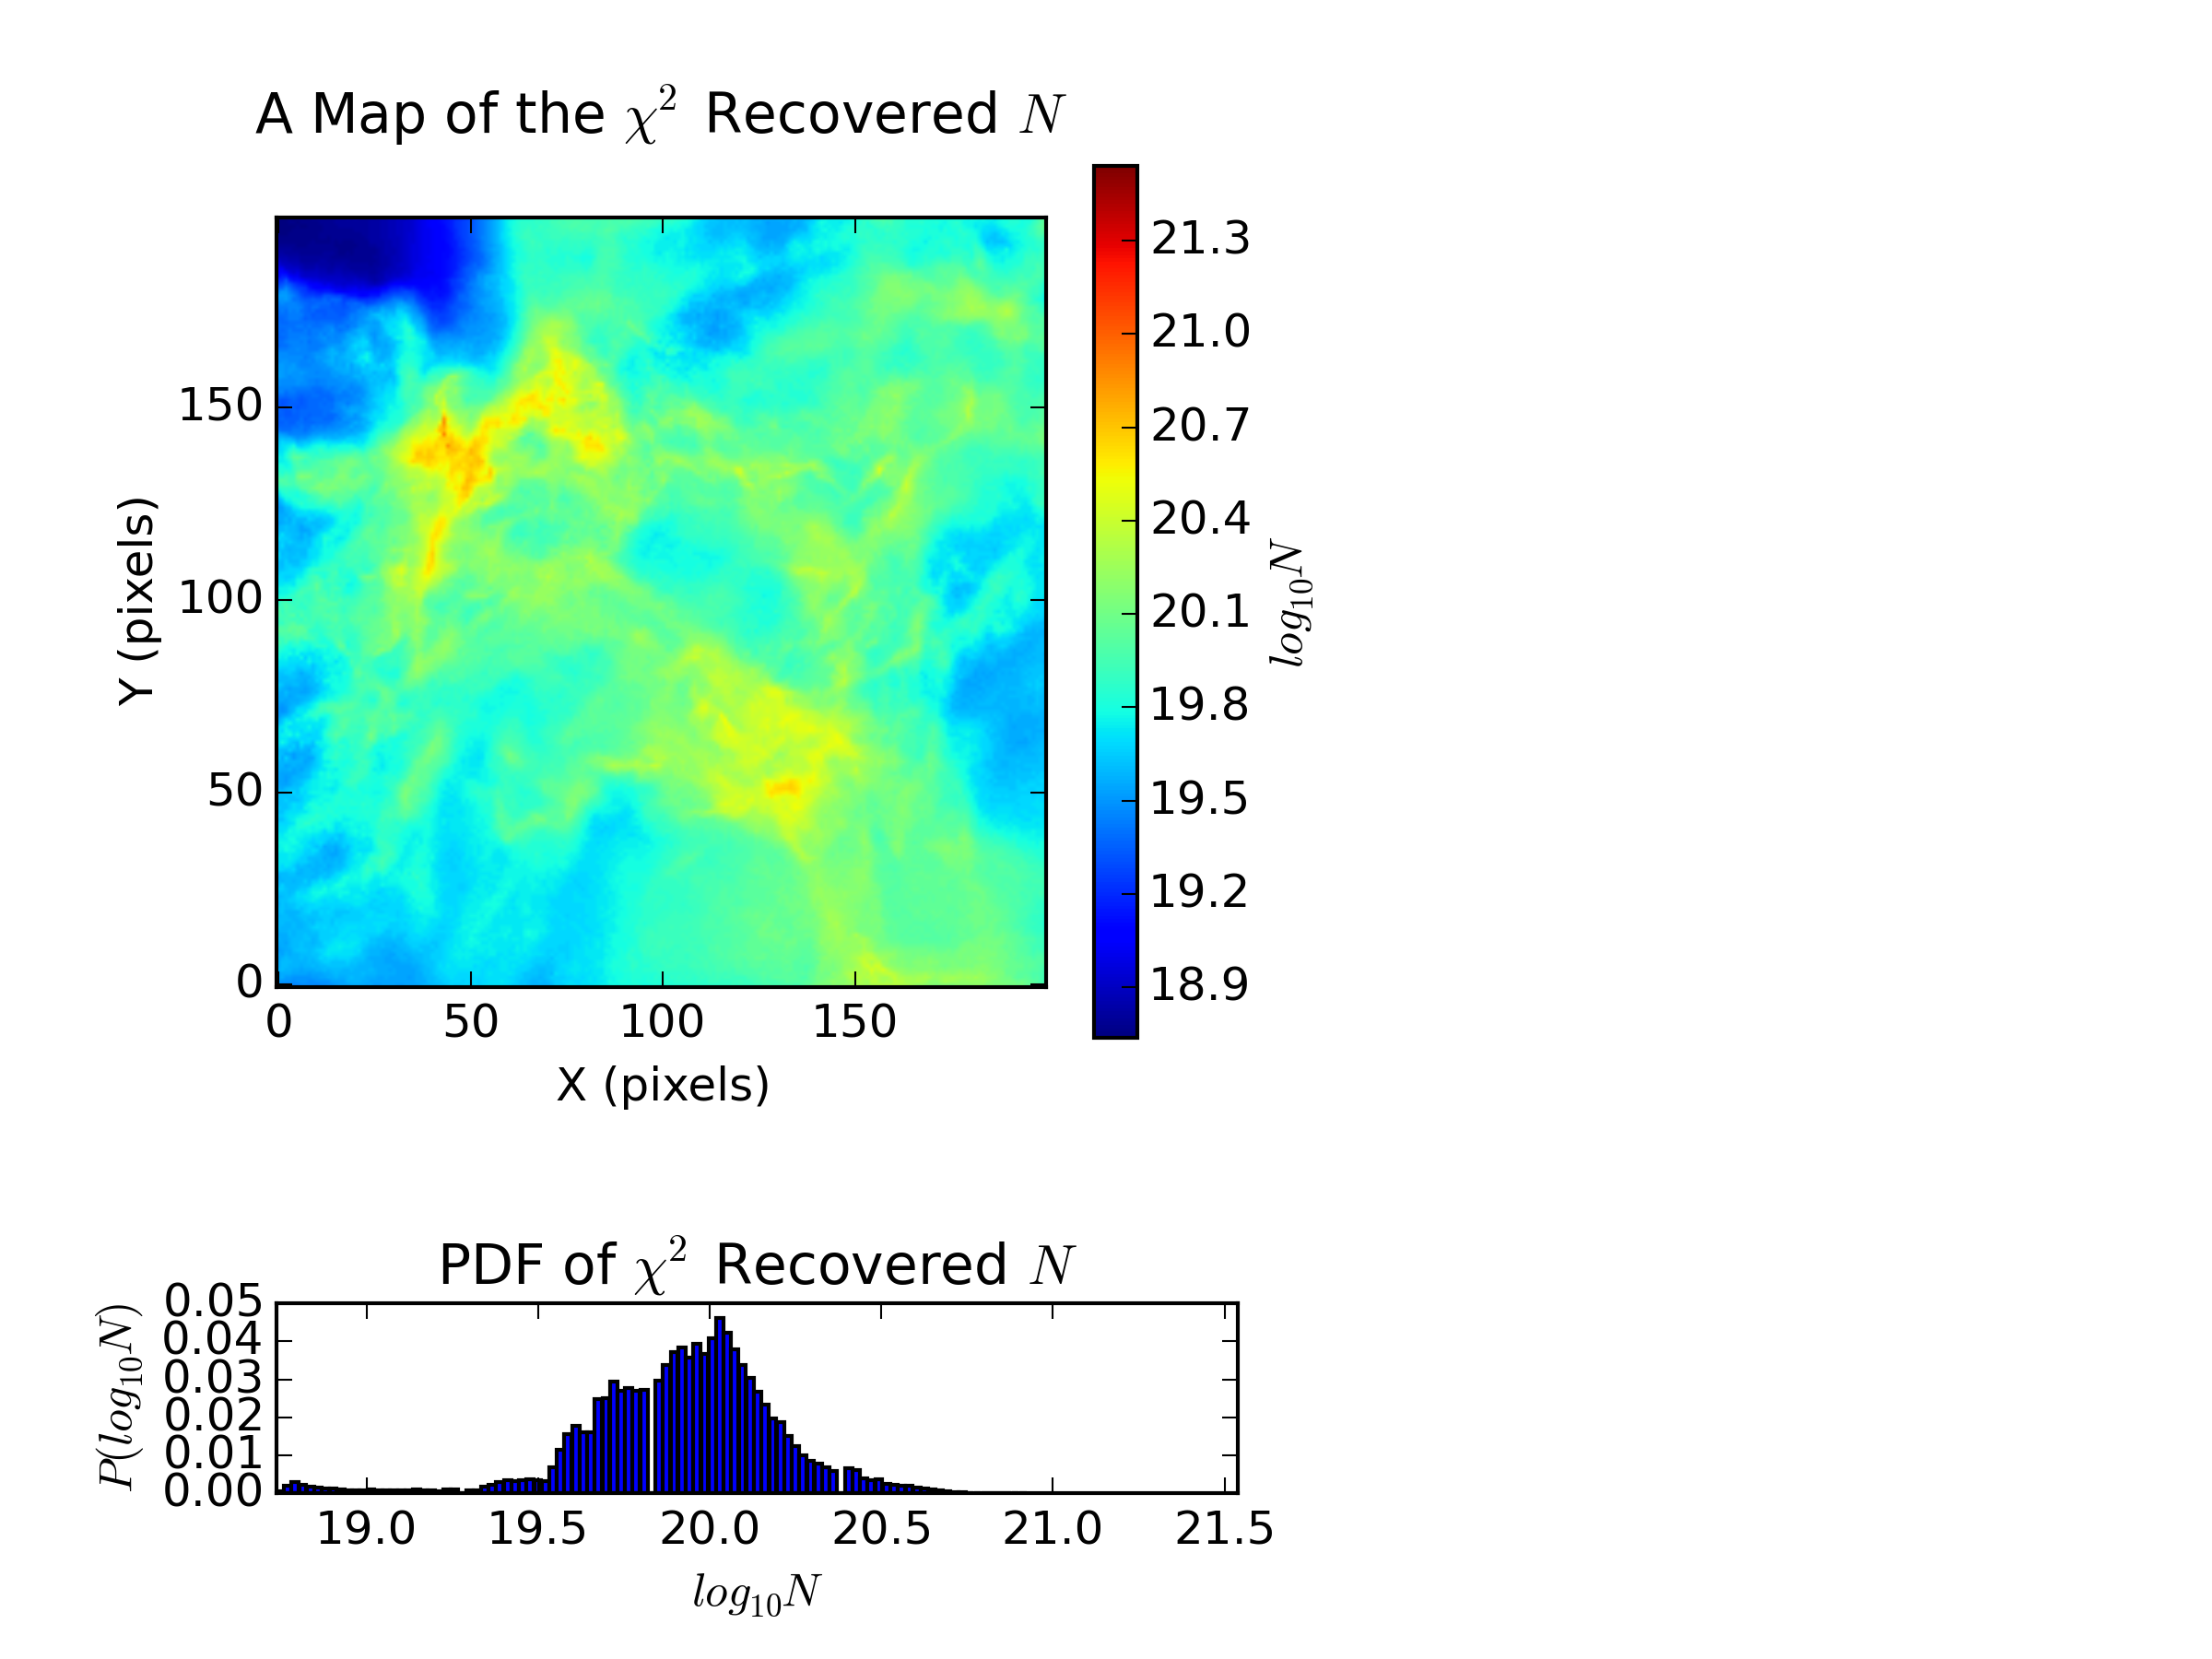 A Map of the χ² Recovered N
21.3
21.0
20.7
20.4
20.1
19.8
19.5
19.2
18.9
log₁₀N
Y (pixels)
150
100
50
0
0 50 100 150
X (pixels)
PDF of χ² Recovered N
P(log₁₀N)
0.05
0.04
0.03
0.02
0.01
0.00
19.0 19.5 20.0 20.5 21.0 21.5
log₁₀N